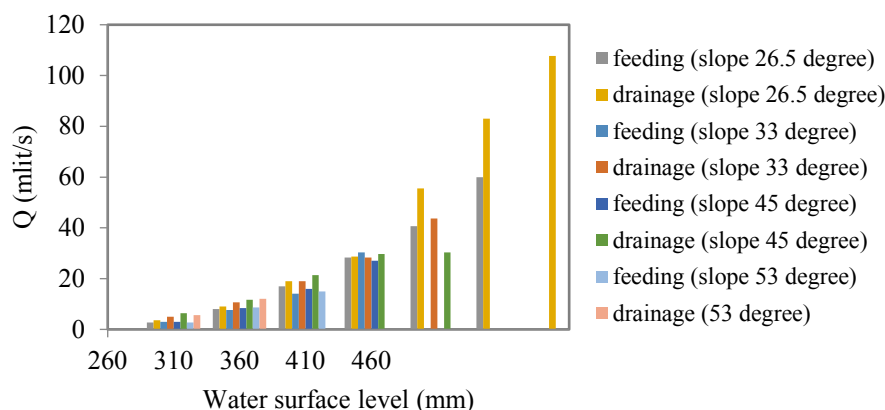 120
100
80
60
40
20
0
Q (mlit/s)
260 310 360 410 460
Water surface level (mm)
feeding (slope 26.5 degree)
drainage (slope 26.5 degree)
feeding (slope 33 degree)
drainage (slope 33 degree)
feeding (slope 45 degree)
drainage (slope 45 degree)
feeding (slope 53 degree)
drainage (53 degree)